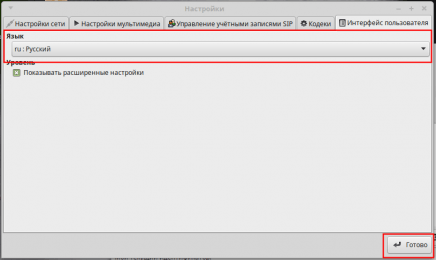 Настройки
Настройки сети
Настройки мультимедиа
Управление учётными записями SIP
Кодеки
Интерфейс пользователя
Язык
ru : Русский
Уровень
Показывать расширенные настройки
Готово